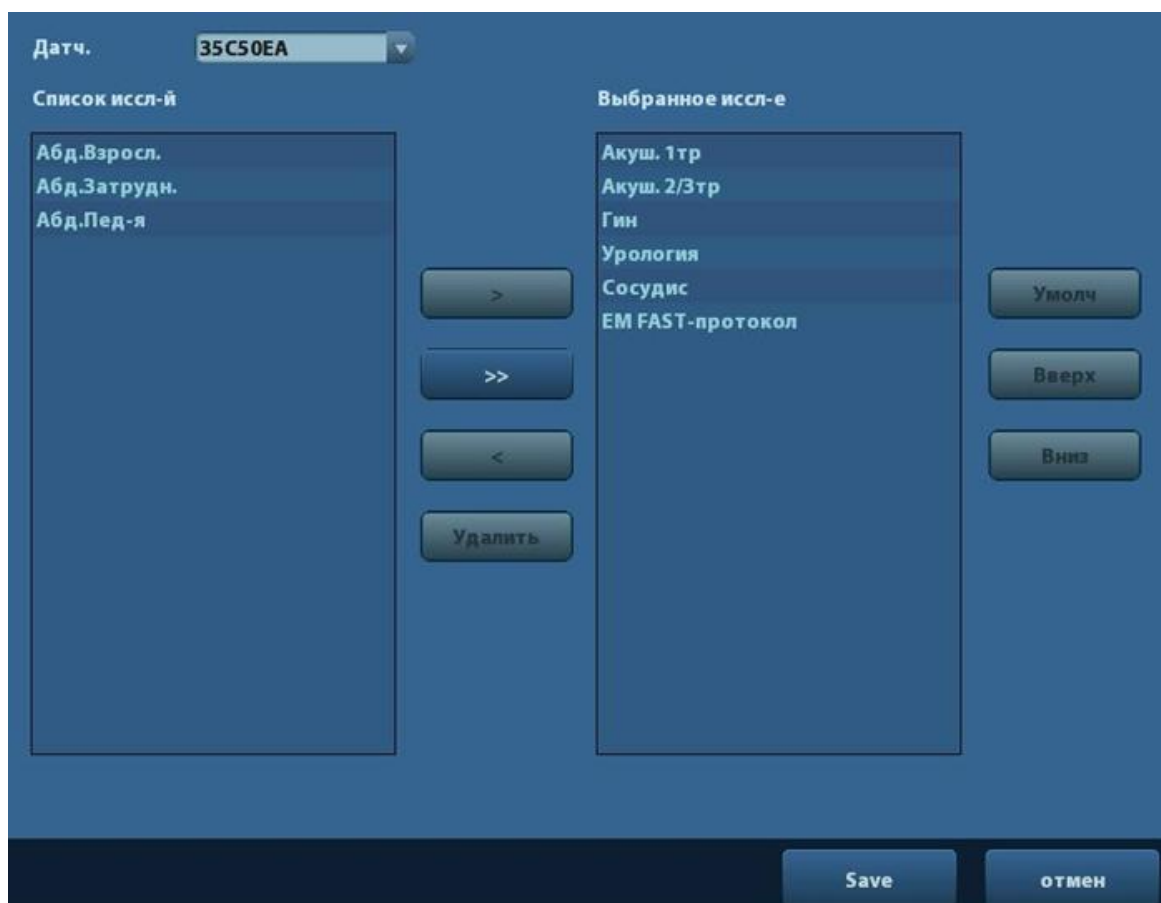 Датч. 35C50EA
Список иссл-й
Выбранное иссл-е
Абд.Взросл.
Абд.Затрудн.
Абд.Пед-я
Акуш. 1тр
Акуш. 2/3тр
Гин
Урология
Сосудис
EM FAST-протокол
>
>>
<
Удалить
Умолч
Вверх
Вниз
Save
отмен